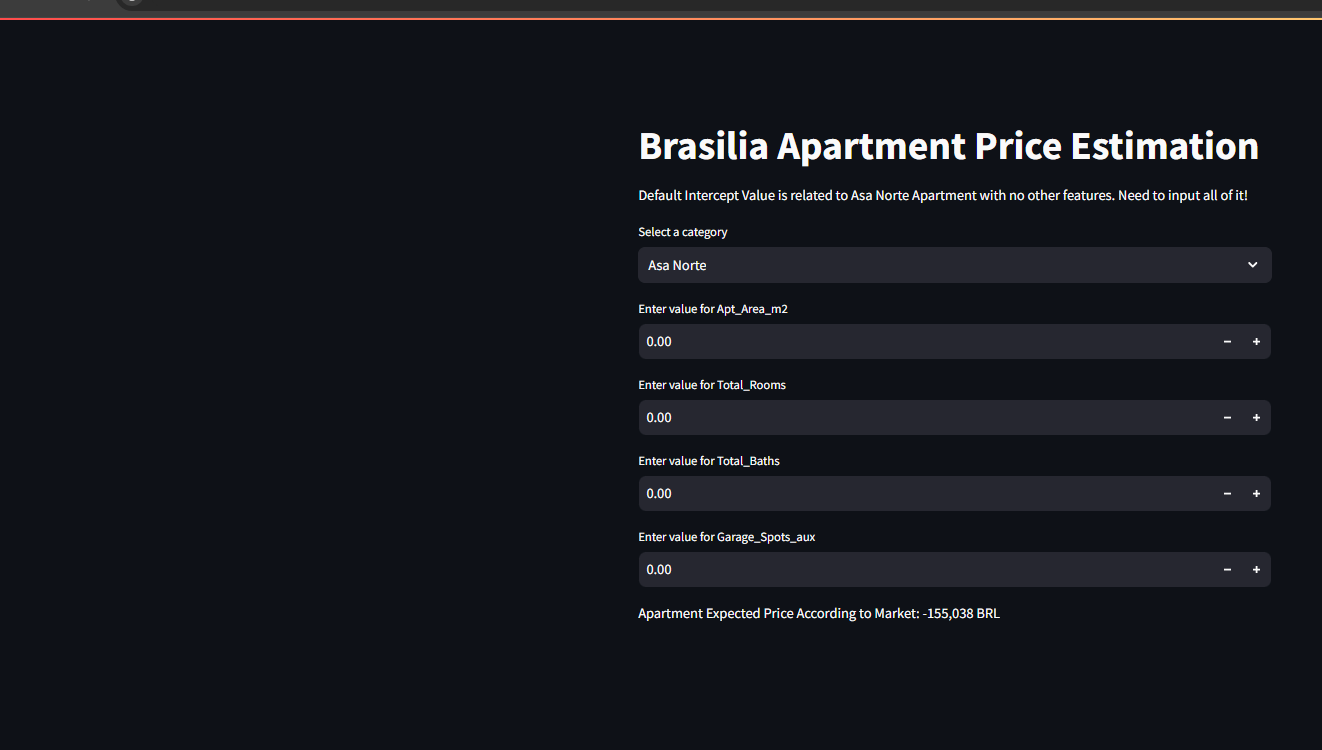 Brasilia Apartment Price Estimation
Default Intercept Value is related to Asa Norte Apartment with no other features. Need to input all of it!
Select a category
Asa Norte
Enter value for Apt_Area_m2
0.00
Enter value for Total_Rooms
0.00
Enter value for Total_Baths
0.00
Enter value for Garage_Spots_aux
0.00
Apartment Expected Price According to Market: -155,038 BRL